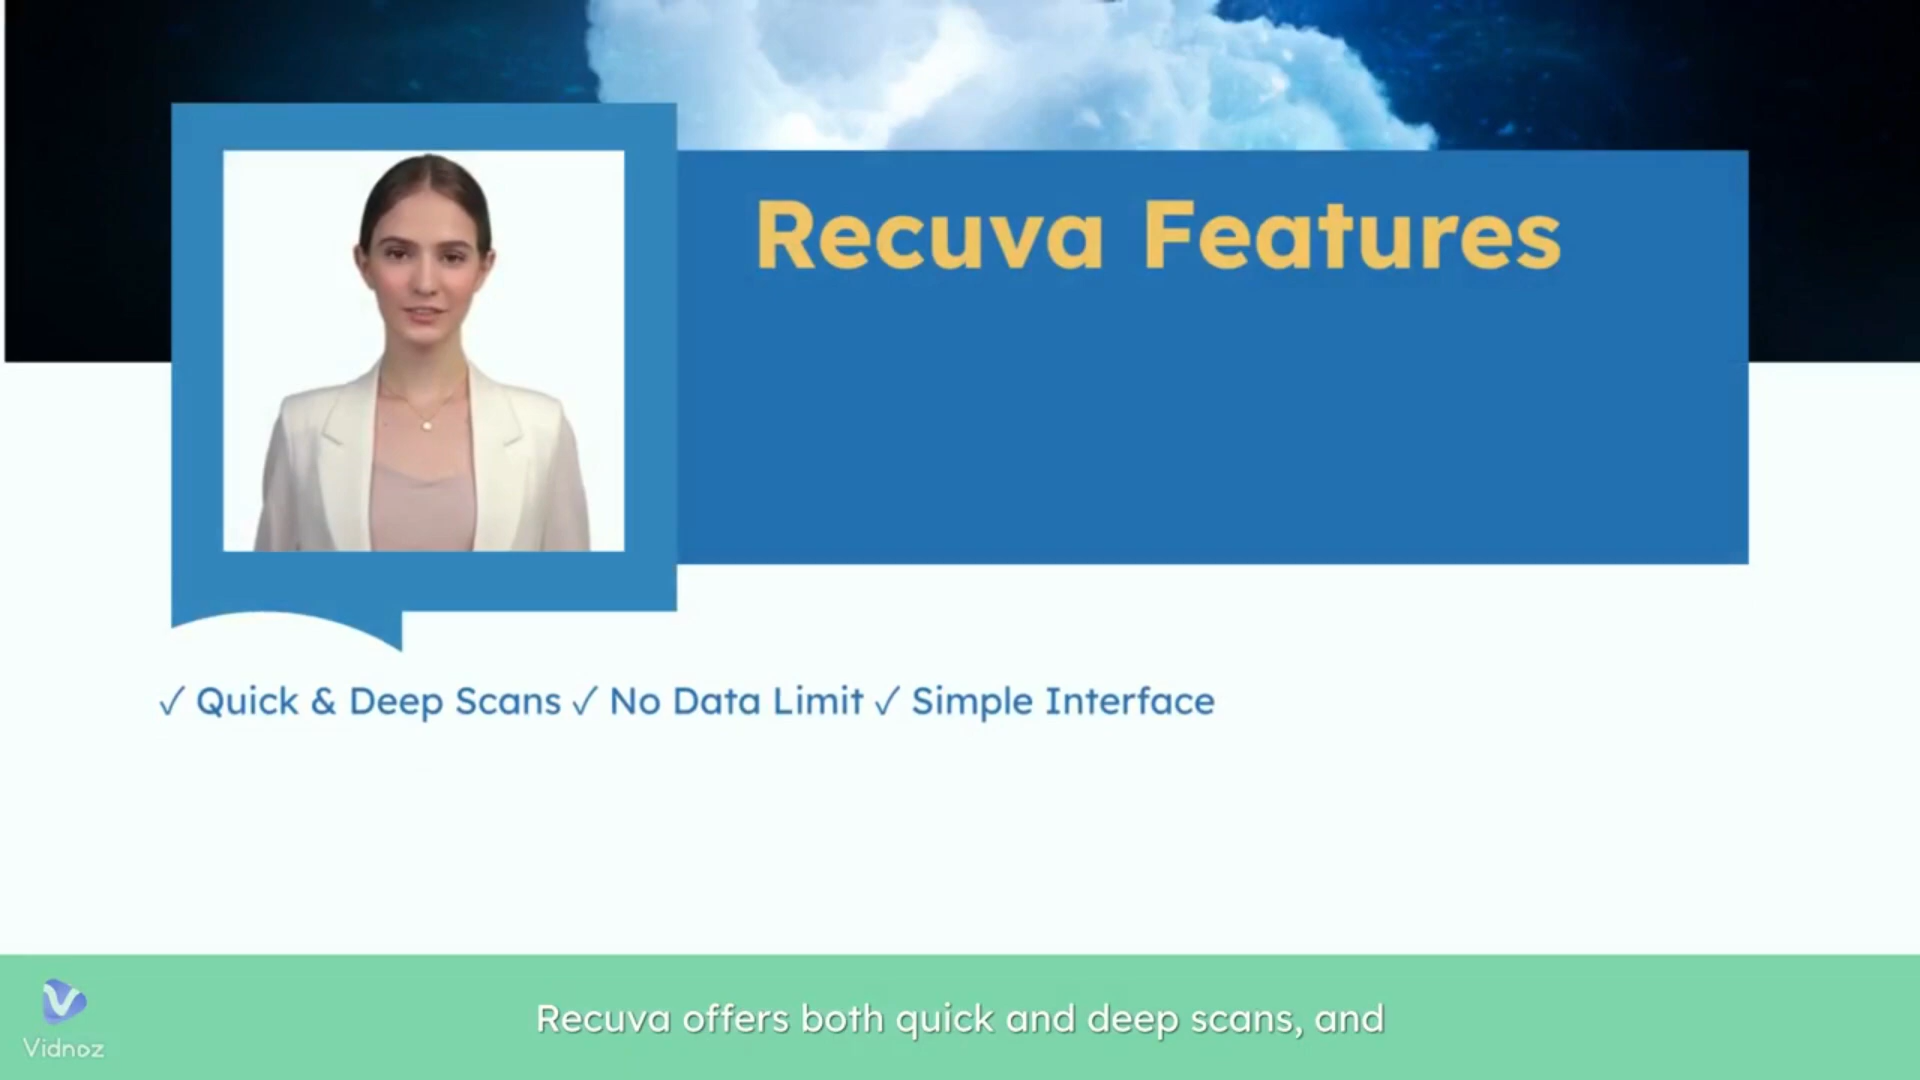 Recuva Features
✓ Quick & Deep Scans ✓ No Data Limit ✓ Simple Interface
Recuva offers both quick and deep scans, and
Vidnoz